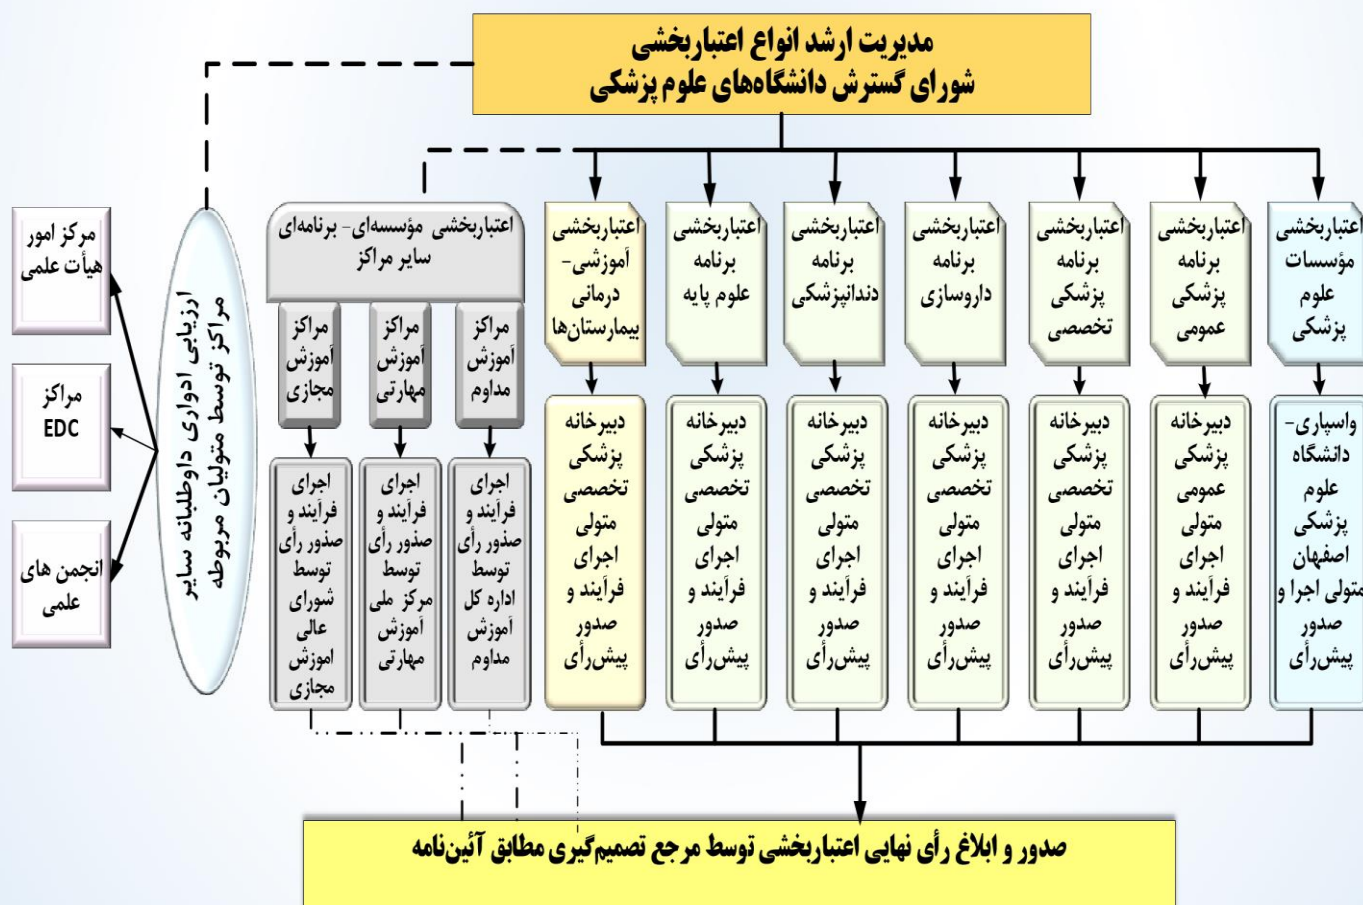 مدیریت ارشد انواع اعتباربخشی
شورای گسترش دانشگاه‌های علوم پزشکی
اعتباربخشی
مؤسسات
علوم
پزشکی
اعتباربخشی
برنامه
پزشکی
عمومی
اعتباربخشی
برنامه
پزشکی
تخصصی
اعتباربخشی
برنامه
داروسازی
اعتباربخشی
برنامه
دندانپزشکی
اعتباربخشی
برنامه
علوم پایه
اعتباربخشی
آموزشی-
درمانی
بیمارستان‌ها
اعتباربخشی مؤسسه‌ای- برنامه‌ای
سایر مراکز
مراکز
آموزش
مداوم
مراکز
آموزش
مهارتی
مراکز
آموزش
مجازی
واسپاری-
دانشگاه
علوم
پزشکی
اصفهان
متولی اجرا و
صدور
پیش‌رأی
دبیرخانه
پزشکی
عمومی
متولی
اجرای
فرآیند و
صدور
پیش‌رأی
دبیرخانه
پزشکی
تخصصی
متولی
اجرای
فرآیند و
صدور
پیش‌رأی
دبیرخانه
پزشکی
تخصصی
متولی
اجرای
فرآیند و
صدور
پیش‌رأی
دبیرخانه
پزشکی
تخصصی
متولی
اجرای
فرآیند و
صدور
پیش‌رأی
دبیرخانه
پزشکی
تخصصی
متولی
اجرای
فرآیند و
صدور
پیش‌رأی
دبیرخانه
پزشکی
تخصصی
متولی
اجرای
فرآیند و
صدور
پیش‌رأی
اجرای
فرآیند و
صذور رأی
توسط
اداره کل
آموزش
مداوم
اجرای
فرآیند و
صذور رأی
توسط
مرکز ملی
آموزش
مهارتی
اجرای
فرآیند و
صذور رأی
توسط
شورای
عالی
اموزش
مجازی
ارزیابی ادواری داوطلبانه سایر
مراکز توسط متولیان مربوطه
مرکز امور
هیأت علمی
مراکز
EDC
انجمن های
علمی
صدور و ابلاغ رأی نهایی اعتباربخشی توسط مرجع تصمیم‌گیری مطابق آئین‌نامه